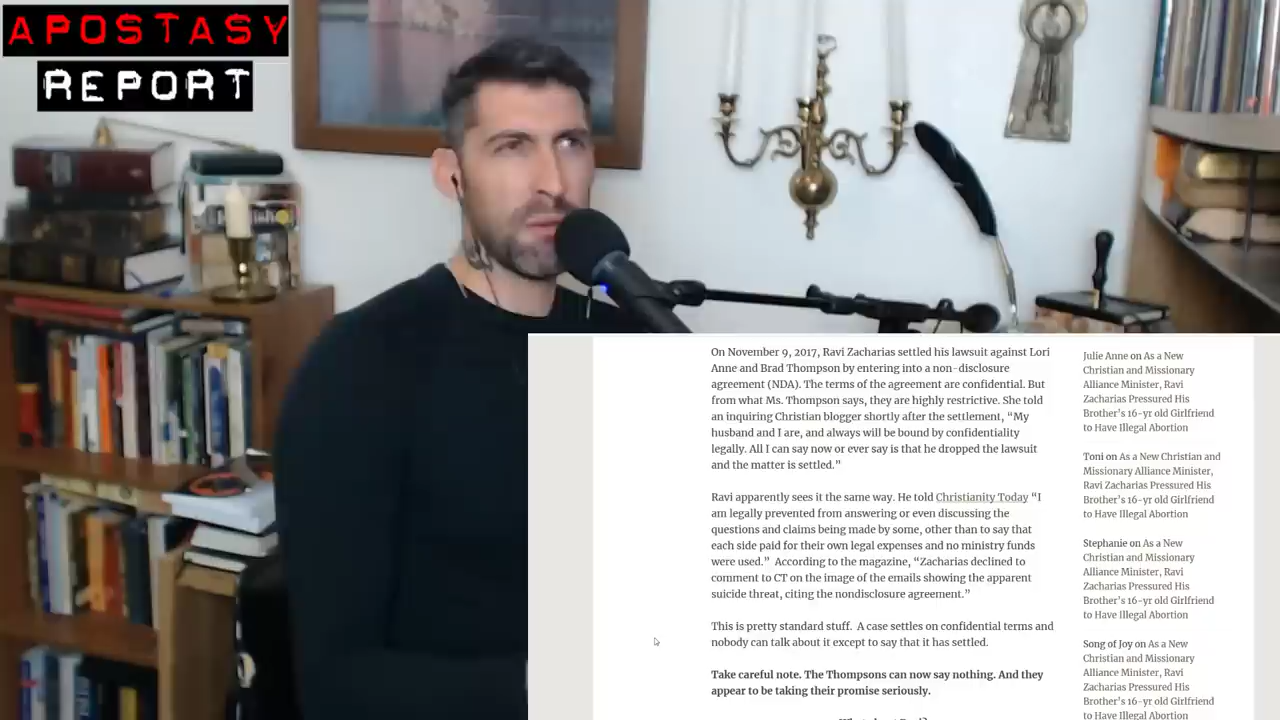 APOSTASY
REPORT
On November 9, 2017, Ravi Zacharias settled his lawsuit against Lori
Anne and Brad Thompson by entering into a non-disclosure
agreement (NDA). The terms of the agreement are confidential. But
from what Ms. Thompson says, they are highly restrictive. She told
an inquiring Christian blogger shortly after the settlement, “My
husband and I are, and always will be bound by confidentiality
legally. All I can say now or ever say is that he dropped the lawsuit
and the matter is settled.”
Ravi apparently sees it the same way. He told Christianity Today “I
am legally prevented from answering or even discussing the
questions and claims being made by some, other than to say that
each side paid for their own legal expenses and no ministry funds
were used.” According to the magazine, “Zacharias declined to
comment to CT on the image of the emails showing the apparent
suicide threat, citing the nondisclosure agreement.”
This is pretty standard stuff. A case settles on confidential terms and
nobody can talk about it except to say that it has settled.
Take careful note. The Thompsons can now say nothing. And they
appear to be taking their promise seriously.
Julie Anne on As a New
Christian and Missionary
Alliance Minister, Ravi
Zacharias Pressured His
Brother’s 16-yr old Girlfriend
to Have Illegal Abortion
Toni on As a New Christian and
Missionary Alliance Minister,
Ravi Zacharias Pressured His
Brother’s 16-yr old Girlfriend
to Have Illegal Abortion
Stephanie on As a New
Christian and Missionary
Alliance Minister, Ravi
Zacharias Pressured His
Brother’s 16-yr old Girlfriend
to Have Illegal Abortion
Song of Joy on As a New
Christian and Missionary
Alliance Minister, Ravi
Zacharias Pressured His
Brother’s 16-yr old Girlfriend
to Have Illegal Abortion